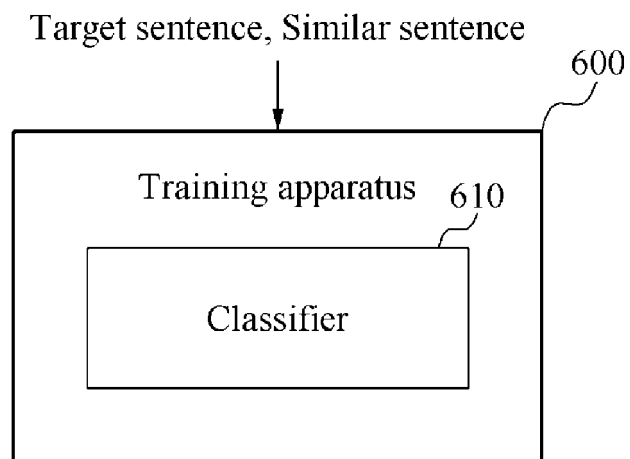 Target sentence, Similar sentence
600
Training apparatus
610
Classifier